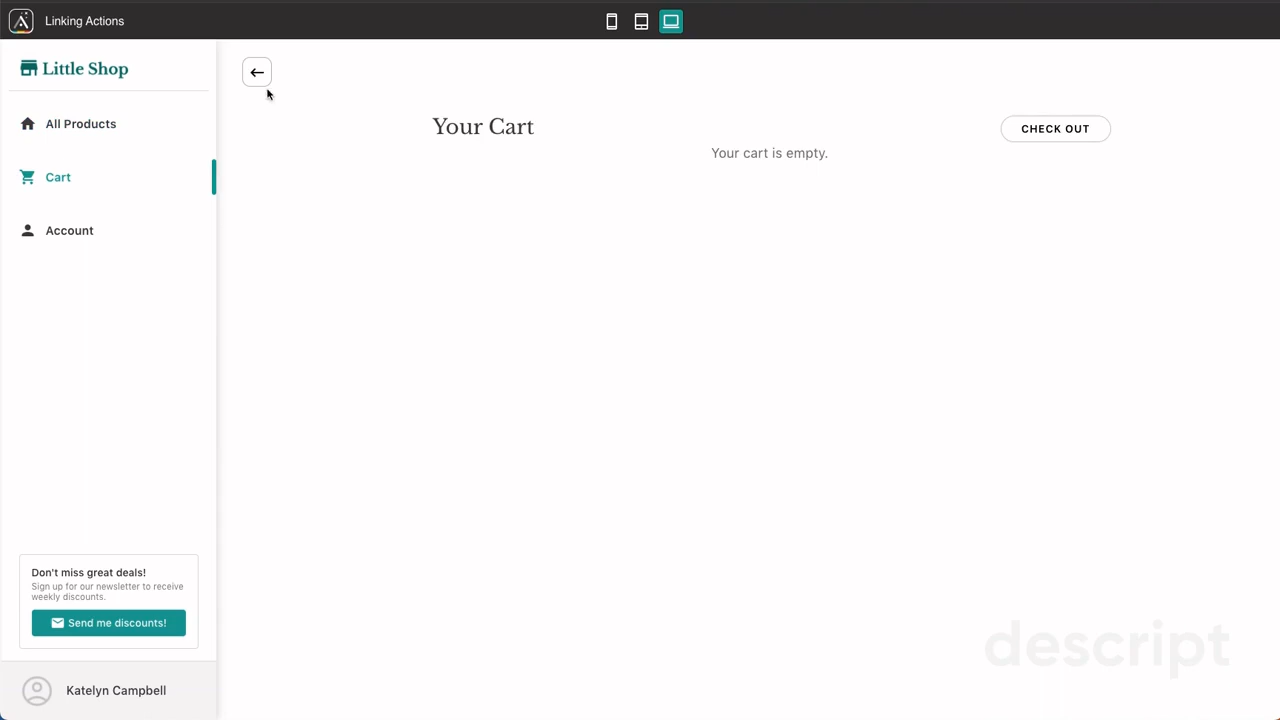 Linking Actions
Little Shop
All Products
Cart
Account
Your Cart
CHECK OUT
Your cart is empty.
Don't miss great deals!
Sign up for our newsletter to receive
weekly discounts.
Send me discounts!
Katelyn Campbell
descript